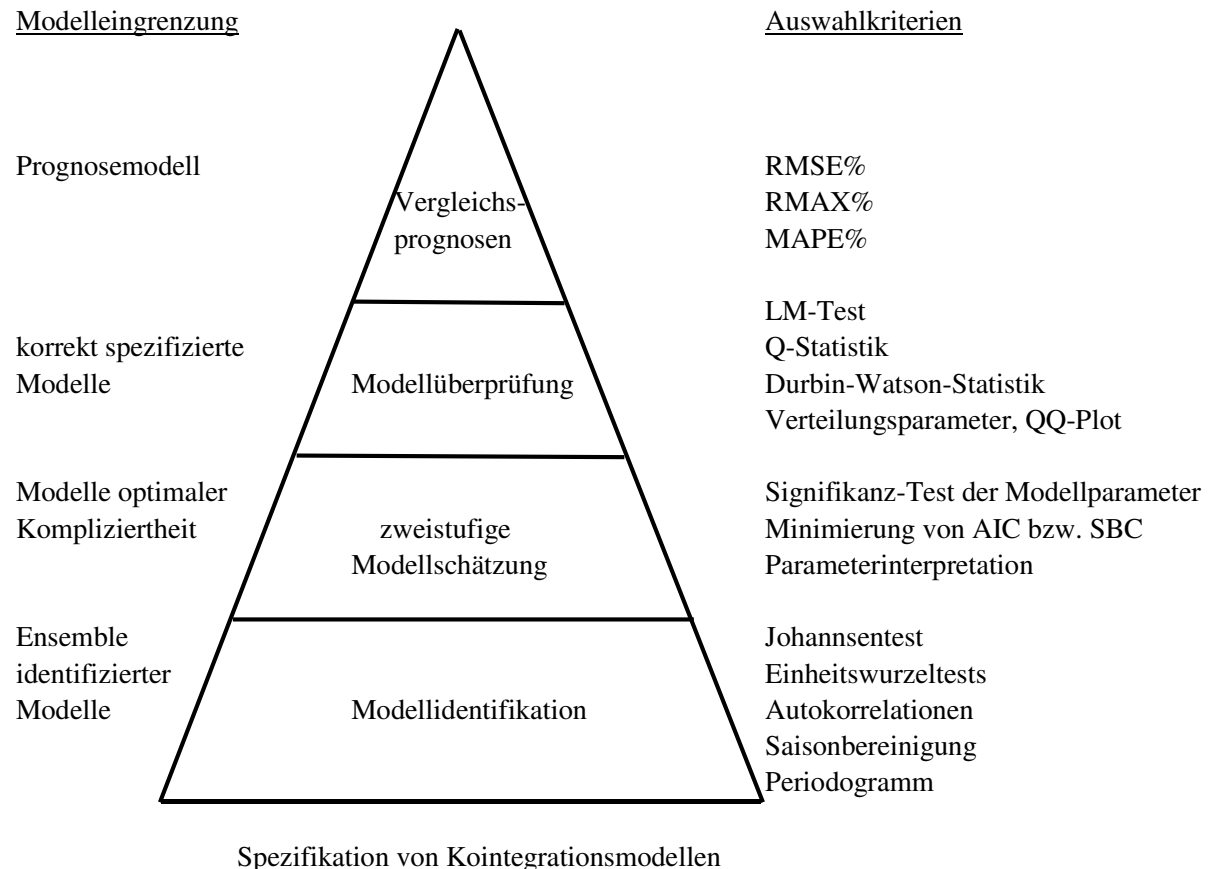 Modelleingrenzung
Auswahlkriterien
Prognosemodell
Vergleichs-
prognosen
RMSE%
RMAX%
MAPE%
korrekt spezifizierte
Modelle
Modellüberprüfung
LM-Test
Q-Statistik
Durbin-Watson-Statistik
Verteilungsparameter, QQ-Plot
Modelle optimaler
Kompliziertheit
zweistufige
Modellschätzung
Signifikanz-Test der Modellparameter
Minimierung von AIC bzw. SBC
Parameterinterpretation
Ensemble
identifizierter
Modelle
Modellidentifikation
Johannsentest
Einheitswurzeltests
Autokorrelationen
Saisonbereinigung
Periodogramm
Spezifikation von Kointegrationsmodellen